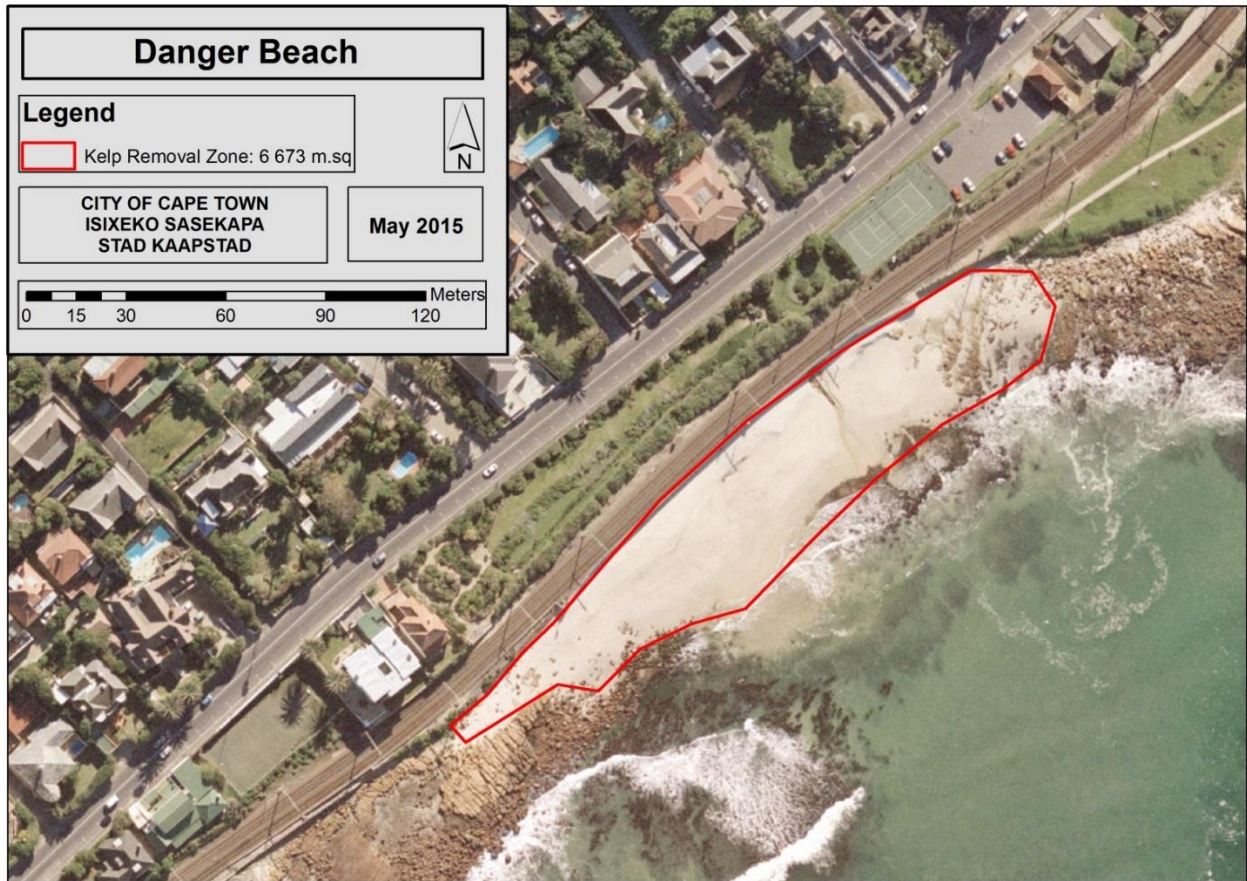 Danger Beach
Legend
Kelp Removal Zone: 6 673 m.sq
N
CITY OF CAPE TOWN
ISIXEKO SASEKAPA
STAD KAAPSTAD
May 2015
Meters
0 15 30 60 90 120